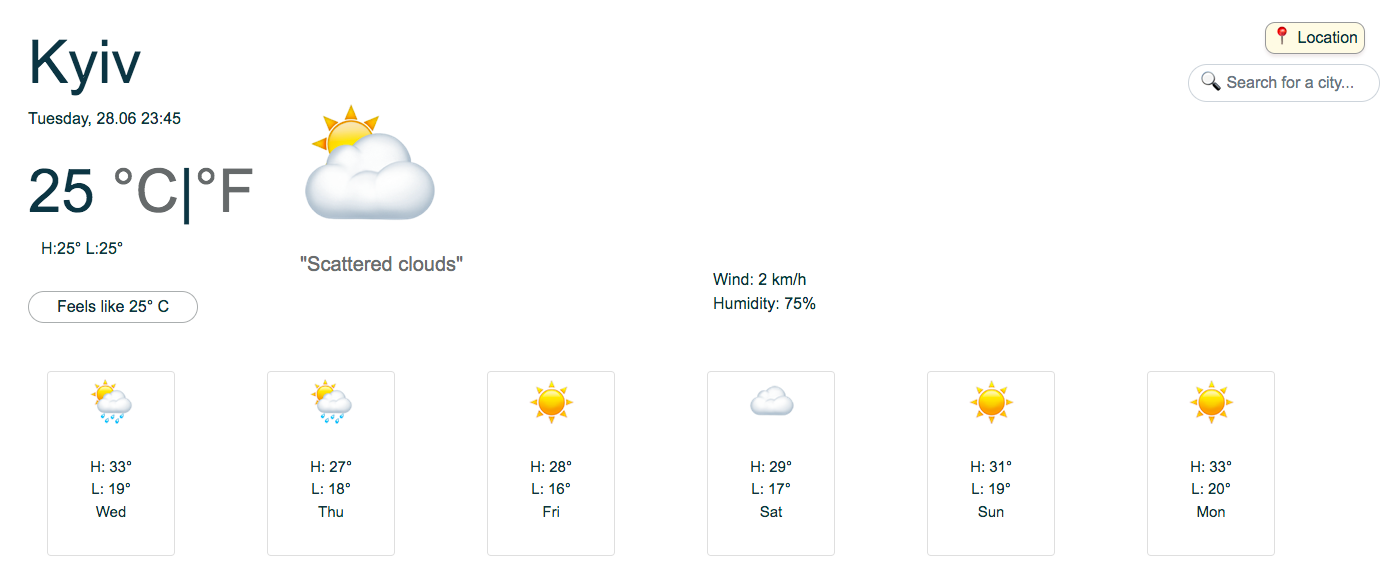 Kyiv
Location
Search for a city...
Tuesday, 28.06 23:45
25 °C|°F
H:25° L:25°
"Scattered clouds"
Wind: 2 km/h
Humidity: 75%
Feels like 25° C
H: 33°
L: 19°
Wed
H: 27°
L: 18°
Thu
H: 28°
L: 16°
Fri
H: 29°
L: 17°
Sat
H: 31°
L: 19°
Sun
H: 33°
L: 20°
Mon